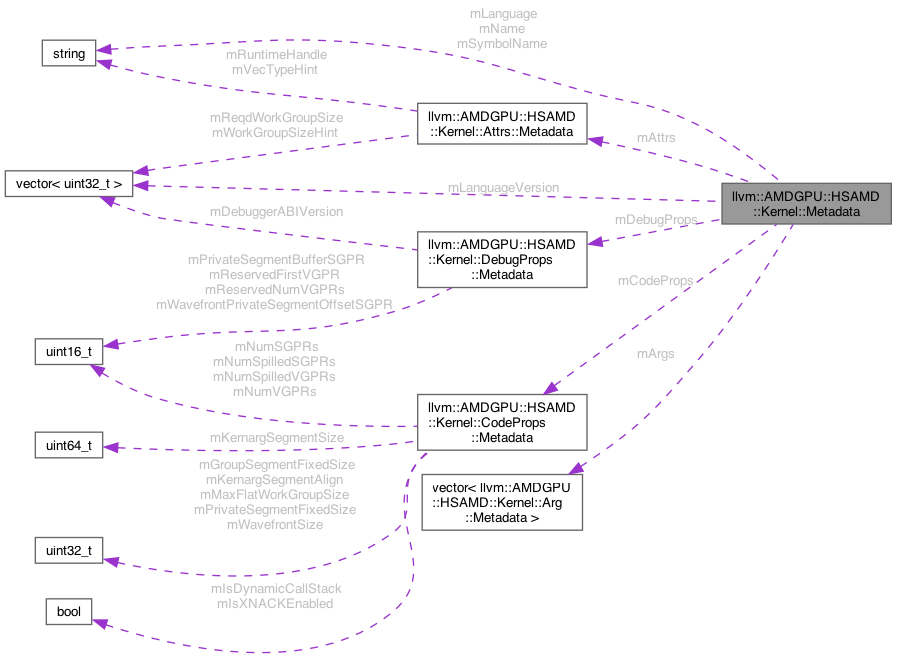 mLanguage
mName
mSymbolName
string
mRuntimeHandle
mVecTypeHint
llvm::AMDGPU::HSAMD
::Kernel::Attrs::Metadata
mReqdWorkGroupSize
mWorkGroupSizeHint
mAttrs
vector< uint32_t >
mLanguageVersion
llvm::AMDGPU::HSAMD
::Kernel::Metadata
mDebuggerABIVersion
mDebugProps
llvm::AMDGPU::HSAMD
::Kernel::DebugProps
::Metadata
mPrivateSegmentBufferSGPR
mReservedFirstVGPR
mReservedNumVGPRs
mWavefrontPrivateSegmentOffsetSGPR
mCodeProps
uint16_t
mNumSGPRs
mNumSpilledSGPRs
mNumSpilledVGPRs
mNumVGPRs
mArgs
llvm::AMDGPU::HSAMD
::Kernel::CodeProps
::Metadata
uint64_t
mKernargSegmentSize
mGroupSegmentFixedSize
mKernargSegmentAlign
mMaxFlatWorkGroupSize
mPrivateSegmentFixedSize
mWavefrontSize
vector< llvm::AMDGPU
::HSAMD::Kernel::Arg
::Metadata >
uint32_t
mIsDynamicCallStack
mIsXNACKEnabled
bool